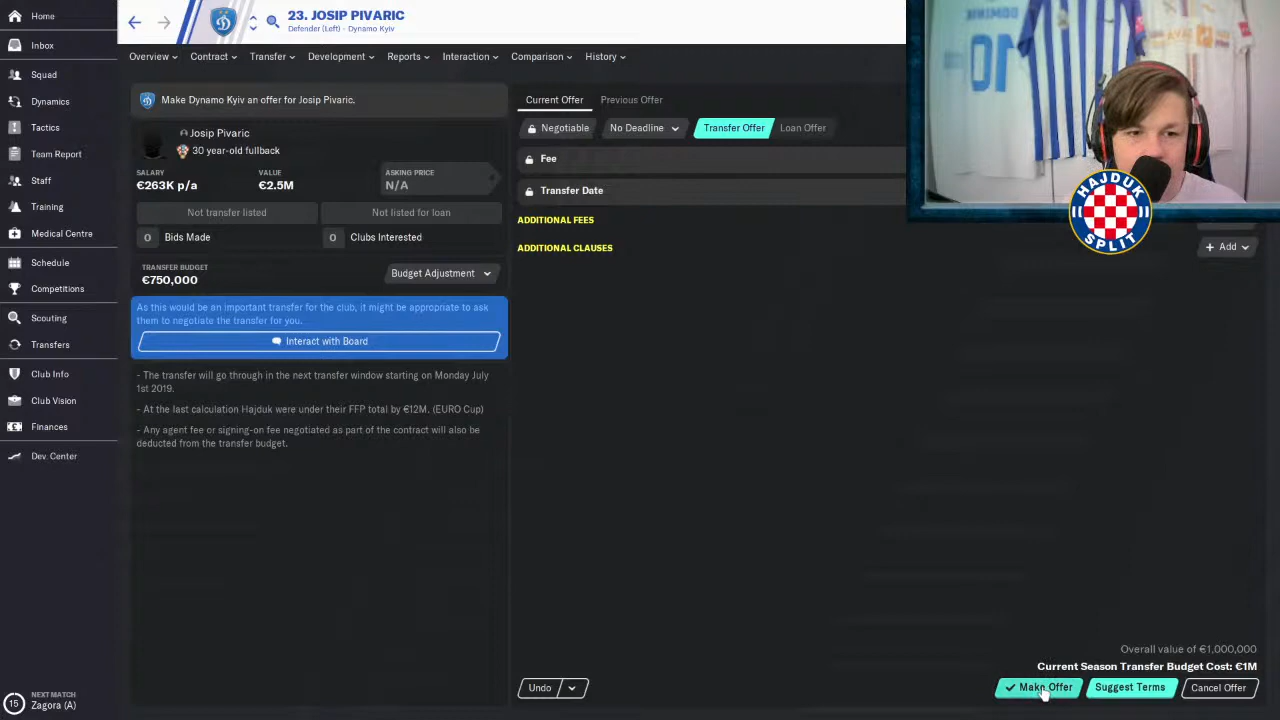 Home
Inbox
Squad
Dynamics
Tactics
Team Report
Staff
Training
Medical Centre
Schedule
Competitions
Scouting
Transfers
Club Info
Club Vision
Finances
Dev. Center
15
NEXT MATCH
Zagora (A)
23. JOSIP PIVARIC
Defender (Left) - Dynamo Kyiv
Overview
Contract
Transfer
Development
Reports
Interaction
Comparison
History
Make Dynamo Kyiv an offer for Josip Pivaric.
Josip Pivaric
30 year-old fullback
SALARY
€263K p/a
VALUE
€2.5M
ASKING PRICE
N/A
Not transfer listed
Not listed for loan
0 Bids Made
0 Clubs Interested
TRANSFER BUDGET
€750,000
Budget Adjustment
As this would be an important transfer for the club, it might be appropriate to ask
them to negotiate the transfer for you.
Interact with Board
- The transfer will go through in the next transfer window starting on Monday July
1st 2019.
- At the last calculation Hajduk were under their FFP total by €12M. (EURO Cup)
- Any agent fee or signing-on fee negotiated as part of the contract will also be
deducted from the transfer budget.
Current Offer
Previous Offer
Negotiable
No Deadline
Transfer Offer
Loan Offer
Fee
Transfer Date
ADDITIONAL FEES
ADDITIONAL CLAUSES
+ Add
DOMINIK
10
HAJDUK
SPLIT
Overall value of €1,000,000
Current Season Transfer Budget Cost: €1M
Undo
Make Offer
Suggest Terms
Cancel Offer